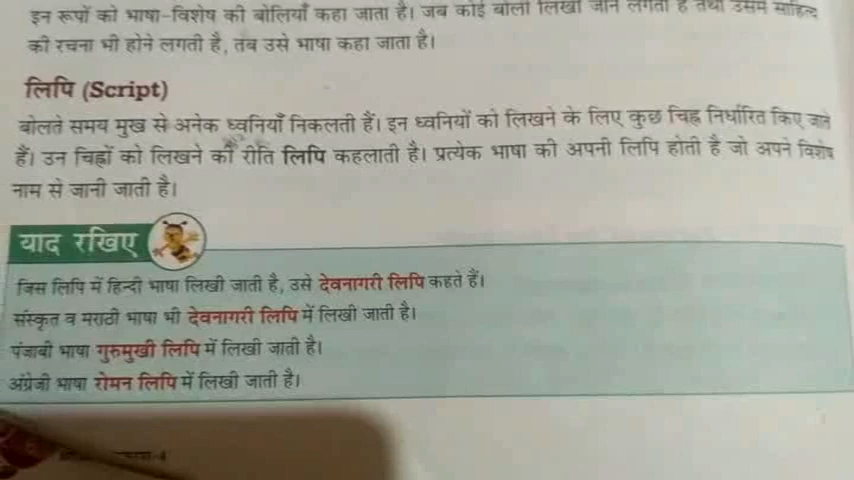 इन रूपों को भाषा-विशेष की बोलियाँ कहा जाता है। जब कोई बोली लिखी जाने लगती है तथा उसमें साहित्य
की रचना भी होने लगती है, तब उसे भाषा कहा जाता है।
लिपि (Script)
बोलते समय मुख से अनेक ध्वनियाँ निकलती हैं। इन ध्वनियों को लिखने के लिए कुछ चिह्न निर्धारित किए जाते
हैं। उन चिह्नों को लिखने की रीति लिपि कहलाती है। प्रत्येक भाषा की अपनी लिपि होती है जो अपने विशेष
नाम से जानी जाती है।
याद रखिए
जिस लिपि में हिन्दी भाषा लिखी जाती है, उसे देवनागरी लिपि कहते हैं।
संस्कृत व मराठी भाषा भी देवनागरी लिपि में लिखी जाती है।
पंजाबी भाषा गुरुमुखी लिपि में लिखी जाती है।
अंग्रेजी भाषा रोमन लिपि में लिखी जाती है।